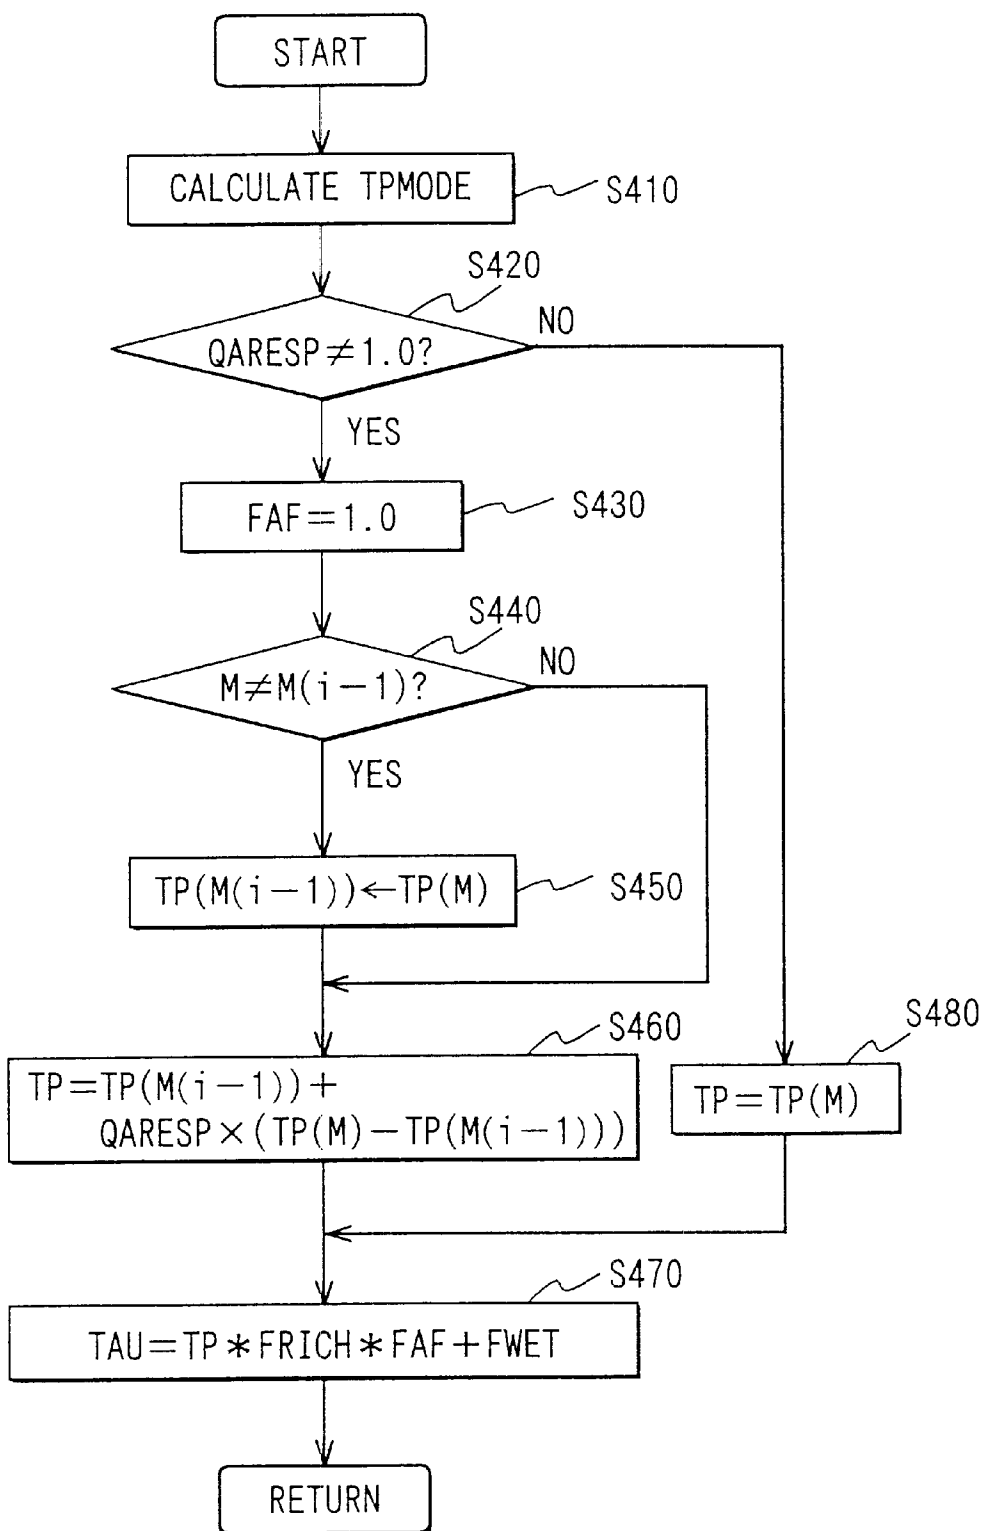 START
CALCULATE TPMODE
S410
S420
QARESP≠1.0?
NO
YES
FAF=1.0
S430
S440
M≠M(i-1)?
NO
YES
TP(M(i-1))←TP(M)
S450
S460
TP=TP(M(i-1))+
QARESP×(TP(M)-TP(M(i-1)))
S480
TP=TP(M)
S470
TAU=TP*FRICH*FAF+FWET
RETURN